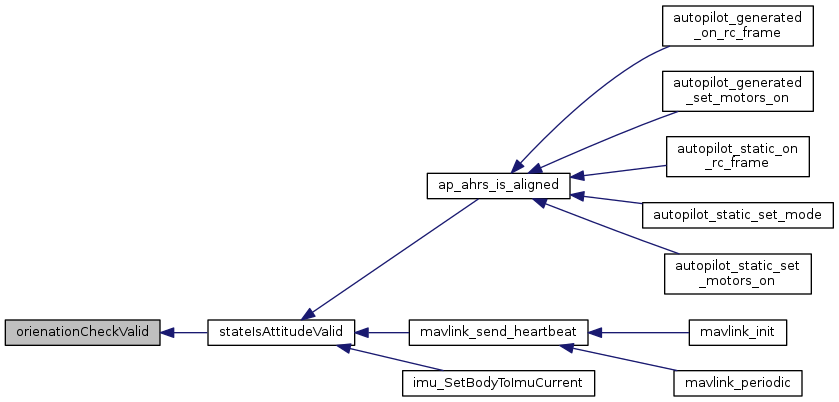 autopilot_generated
_on_rc_frame
autopilot_generated
_set_motors_on
autopilot_static_on
_rc_frame
ap_ahrs_is_aligned
autopilot_static_set_mode
autopilot_static_set
_motors_on
orienationCheckValid
stateIsAttitudeValid
mavlink_send_heartbeat
mavlink_init
imu_SetBodyToImuCurrent
mavlink_periodic